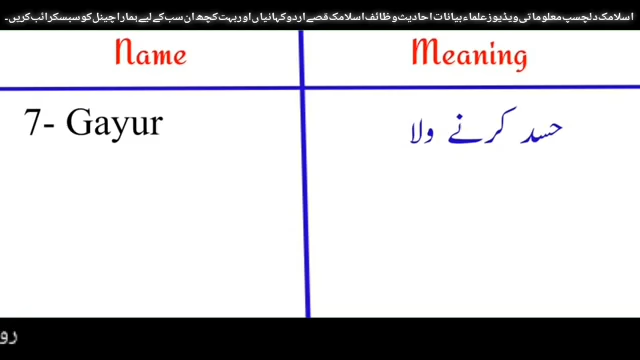 اسلامک دلچسپ معلوماتی ویڈیوز علماء بیانات احادیث وظائف اسلامک قصے اردو کہانیاں اور بہت کچھ ان سب کے لیے ہمارا چینل کو سبسکرائب کریں۔
Name
Meaning
7- Gayur
حسد کرنے ولا
رو